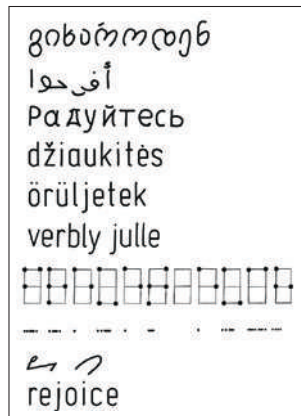 გიხაროდენ
أفرحوا
Радуйтесь
džiaukitės
örüljetek
verbly julle
rejoice